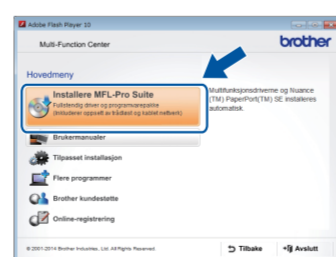 Adobe Flash Player 10
Multi-Function Center
brother
Hovedmeny
Installere MFL-Pro Suite
Fullstendig driver og programvarepakke
(Inkluderer oppsett av trådløst og kablet nettverk)
Multifunksjonsdriverne og Nuance
(TM) PaperPort(TM) SE installeres
automatisk.
Brukermanualer
Tilpasset installasjon
Flere programmer
Brother kundestøtte
Online-registrering
© 2001-2014 Brother Industries, Ltd. All Rights Reserved.
Tilbake
Avslutt